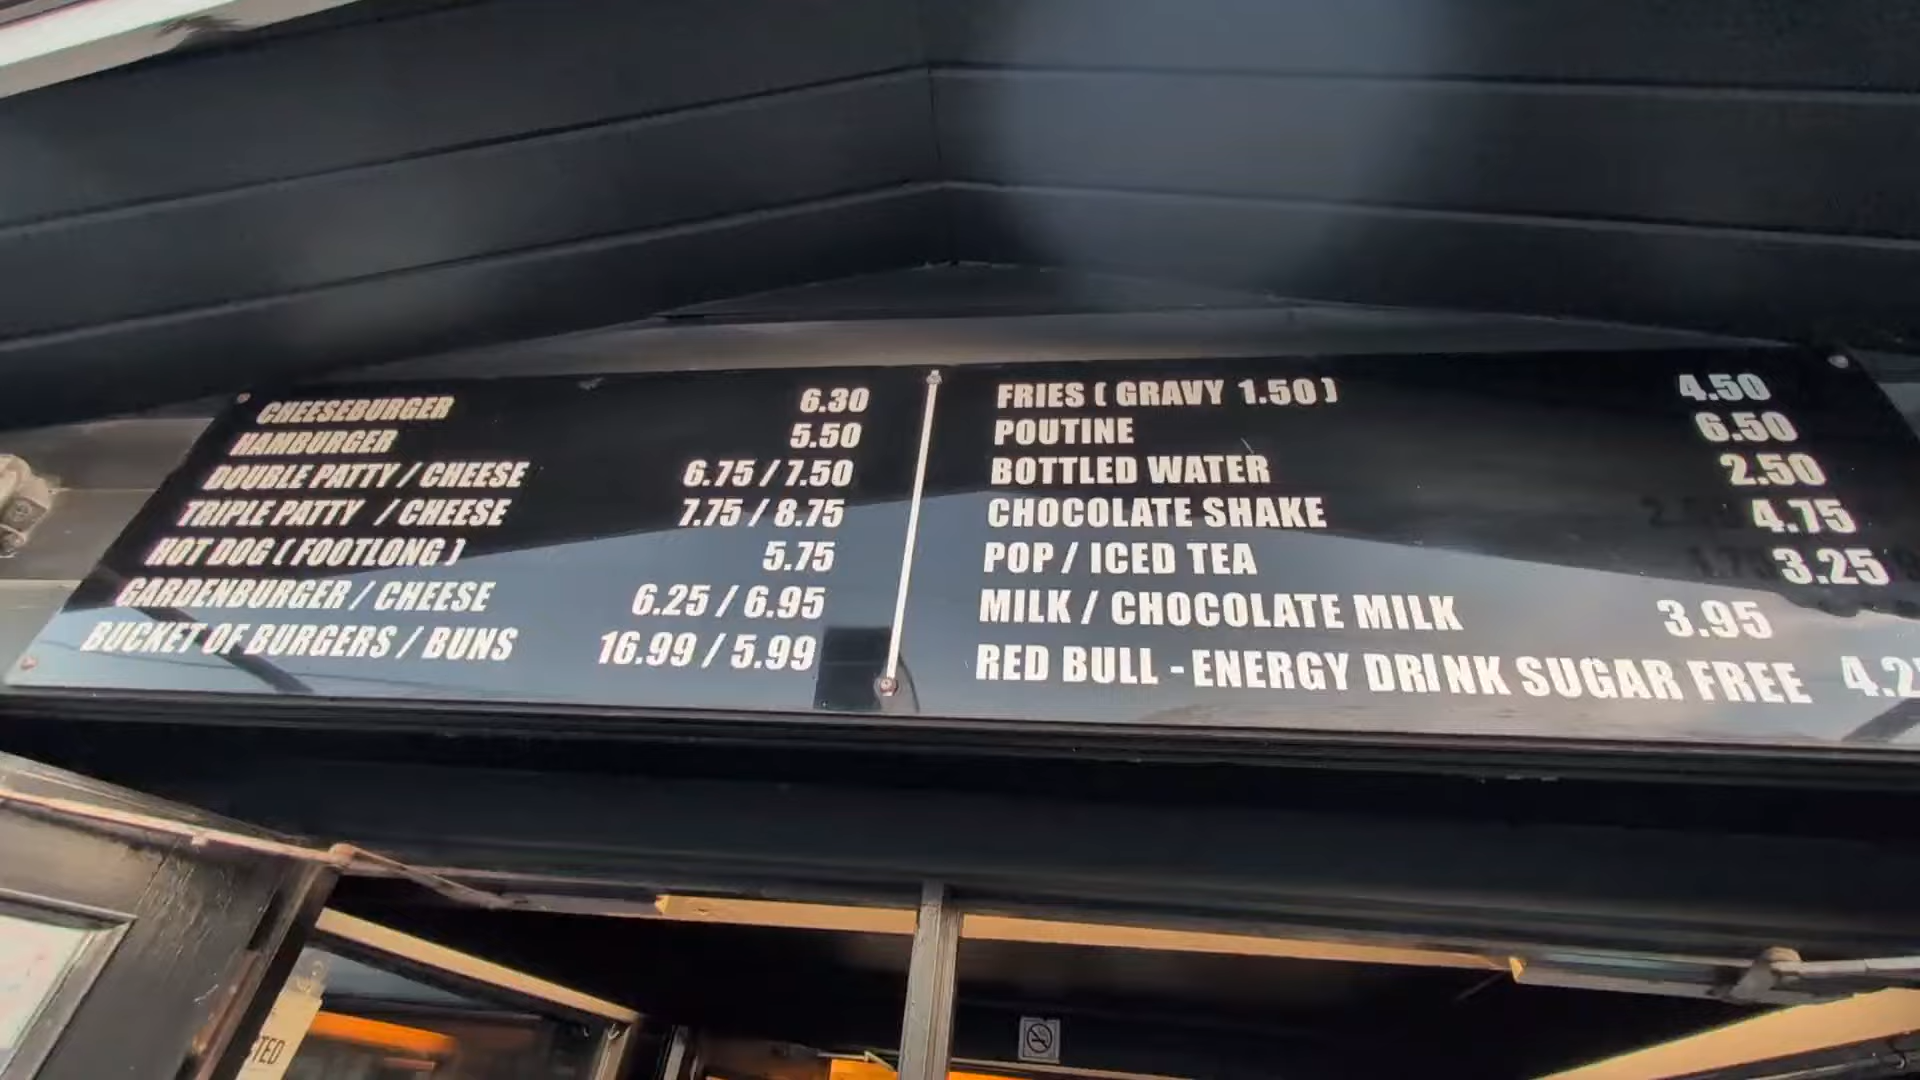 CHEESEBURGER 6.30
HAMBURGER 5.50
DOUBLE PATTY / CHEESE 6.75 / 7.50
TRIPLE PATTY / CHEESE 7.75 / 8.75
HOT DOG ( FOOTLONG ) 5.75
GARDENBURGER / CHEESE 6.25 / 6.95
BUCKET OF BURGERS / BUNS 16.99 / 5.99
FRIES ( GRAVY 1.50 ) 4.50
POUTINE 6.50
BOTTLED WATER 2.50
CHOCOLATE SHAKE 4.75
POP / ICED TEA 3.25
MILK / CHOCOLATE MILK 3.95
RED BULL - ENERGY DRINK SUGAR FREE